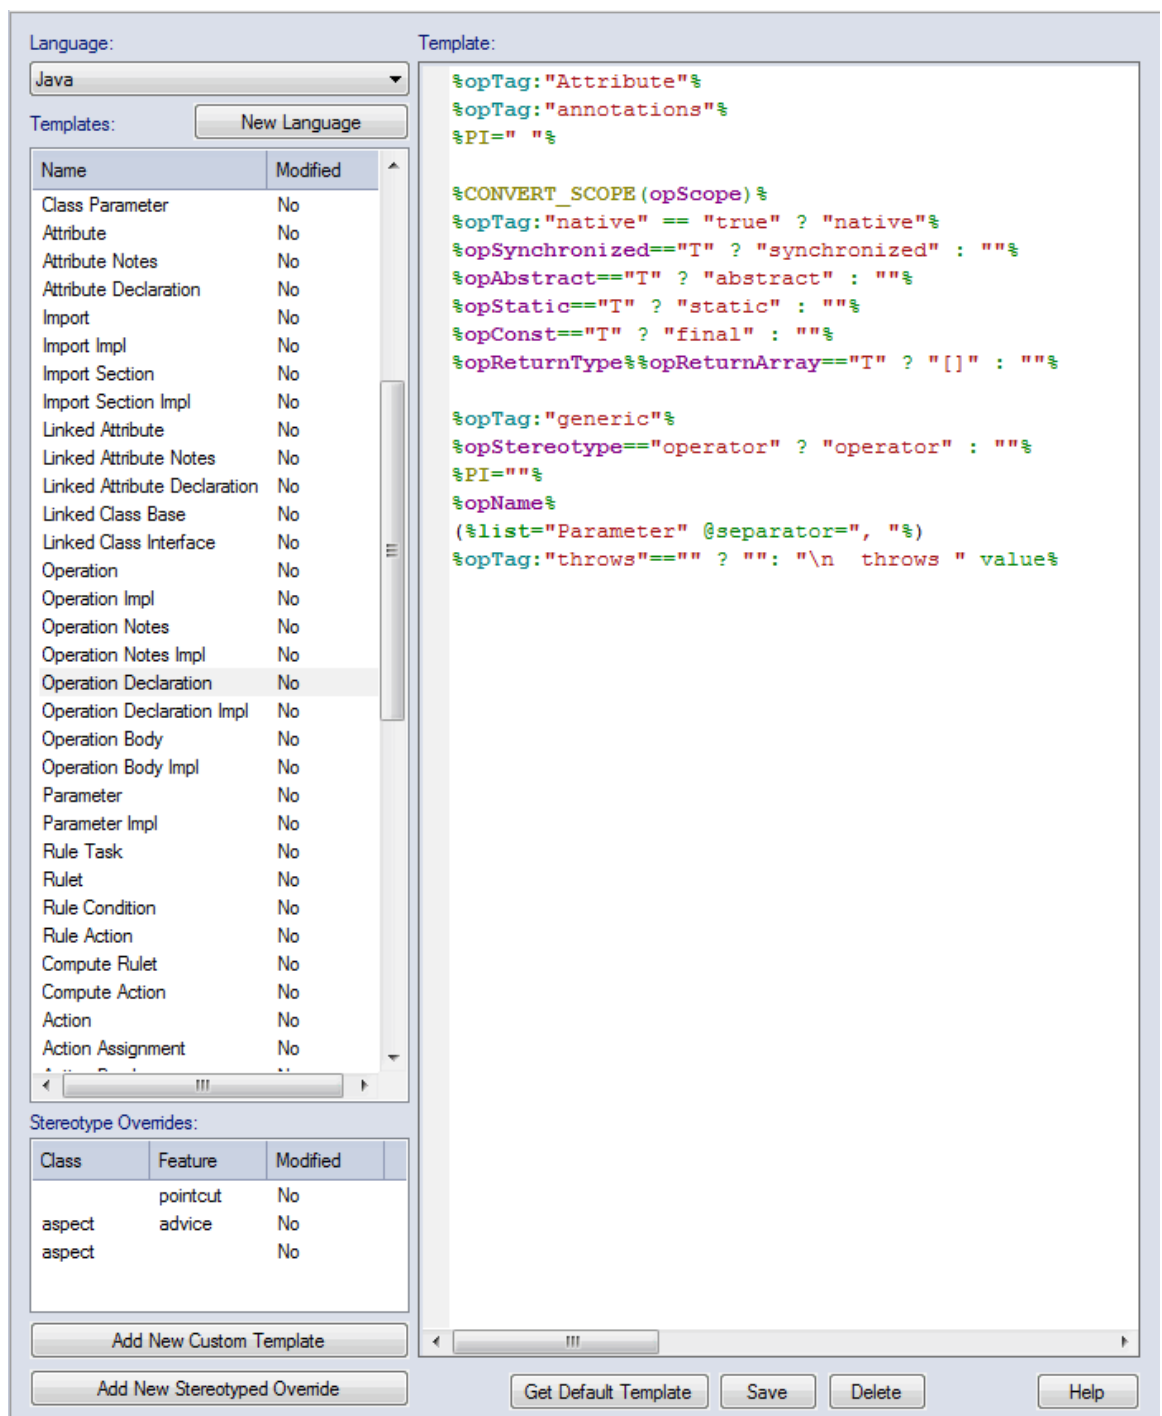 Language:
Java
Templates:
New Language
Name Modified
Class Parameter No
Attribute No
Attribute Notes No
Attribute Declaration No
Import No
Import Impl No
Import Section No
Import Section Impl No
Linked Attribute No
Linked Attribute Notes No
Linked Attribute Declaration No
Linked Class Base No
Linked Class Interface No
Operation No
Operation Impl No
Operation Notes No
Operation Notes Impl No
Operation Declaration No
Operation Declaration Impl No
Operation Body No
Operation Body Impl No
Parameter No
Parameter Impl No
Rule Task No
Rulet No
Rule Condition No
Rule Action No
Compute Rulet No
Compute Action No
Action No
Action Assignment No
Stereotype Overrides:
Class Feature Modified
pointcut No
aspect advice No
aspect No
Add New Custom Template
Add New Stereotyped Override
Template:
%opTag:"Attribute"%
%opTag:"annotations"%
%PI=" "%
%CONVERT_SCOPE(opScope)%
%opTag:"native" == "true" ? "native"%
%opSynchronized=="T" ? "synchronized" : ""%
%opAbstract=="T" ? "abstract" : ""%
%opStatic=="T" ? "static" : ""%
%opConst=="T" ? "final" : ""%
%opReturnType%%opReturnArray=="T" ? "[]" : ""%
%opTag:"generic"%
%opStereotype=="operator" ? "operator" : ""%
%PI=""%
%opName%
(%list="Parameter" @separator=", "%)
%opTag:"throws"=="" ? "": "\n  throws " value%
Get Default Template
Save
Delete
Help